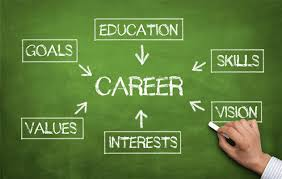 EDUCATION
GOALS
SKILLS
CAREER
VALUES
VISION
INTERESTS